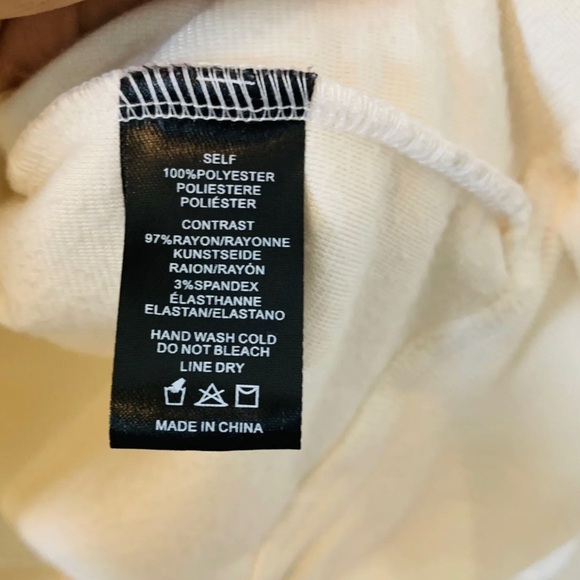 SELF
100%POLYESTER
POLIESTERE
POLIÉSTER
CONTRAST
97%RAYON/RAYONNE
KUNSTSEIDE
RAION/RAYÓN
3%SPANDEX
ÉLASTHANNE
ELASTAN/ELASTANO
HAND WASH COLD
DO NOT BLEACH
LINE DRY
MADE IN CHINA